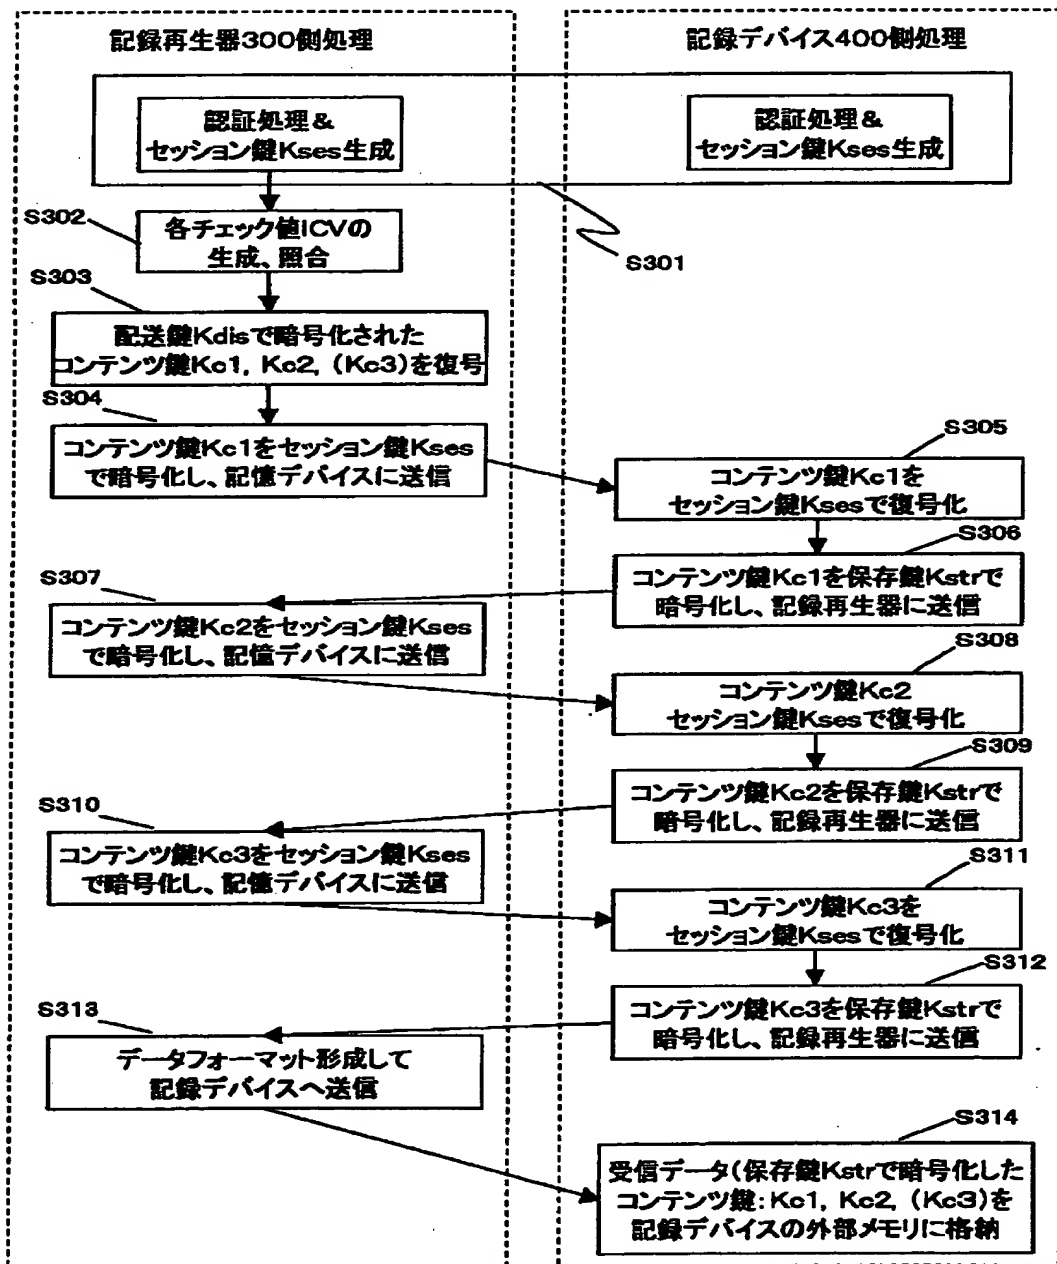 記録再生器300側処理
記録デバイス400側処理
認証処理&
セッション鍵Kses生成
認証処理&
セッション鍵Kses生成
S301
S302
各チェック値ICVの
生成、照合
S303
配送鍵Kdisで暗号化された
コンテンツ鍵Kc1, Kc2, (Kc3)を復号
S304
コンテンツ鍵Kc1をセッション鍵Kses
で暗号化し、記憶デバイスに送信
S305
コンテンツ鍵Kc1を
セッション鍵Ksesで復号化
S306
コンテンツ鍵Kc1を保存鍵Kstrで
暗号化し、記録再生器に送信
S307
コンテンツ鍵Kc2をセッション鍵Kses
で暗号化し、記憶デバイスに送信
S308
コンテンツ鍵Kc2
セッション鍵Ksesで復号化
S309
コンテンツ鍵Kc2を保存鍵Kstrで
暗号化し、記録再生器に送信
S310
コンテンツ鍵Kc3をセッション鍵Kses
で暗号化し、記憶デバイスに送信
S311
コンテンツ鍵Kc3を
セッション鍵Ksesで復号化
S312
コンテンツ鍵Kc3を保存鍵Kstrで
暗号化し、記録再生器に送信
S313
データフォーマット形成して
記録デバイスへ送信
S314
受信データ(保存鍵Kstrで暗号化した
コンテンツ鍵:Kc1, Kc2, (Kc3)を
記録デバイスの外部メモリに格納